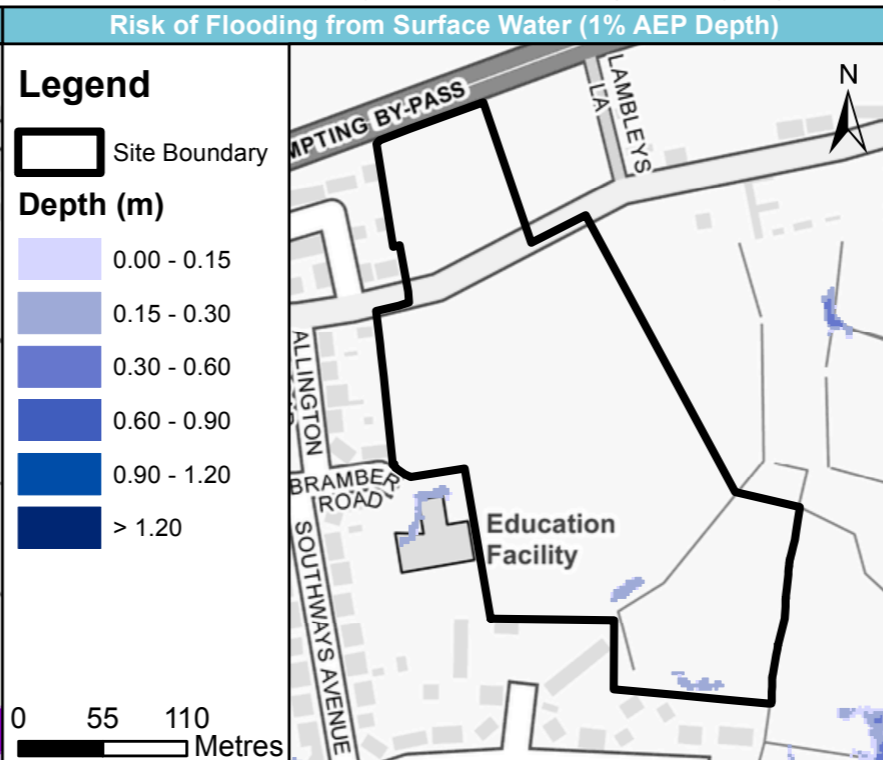 Risk of Flooding from Surface Water (1% AEP Depth)
Legend
Site Boundary
Depth (m)
0.00 - 0.15
0.15 - 0.30
0.30 - 0.60
0.60 - 0.90
0.90 - 1.20
> 1.20
0 55 110
Metres
MPTING BY-PASS
LAMBLEYS
LA
N
ALLINGTON
BRAMBER
ROAD
SOUTHWAYS AVENUE
Education
Facility